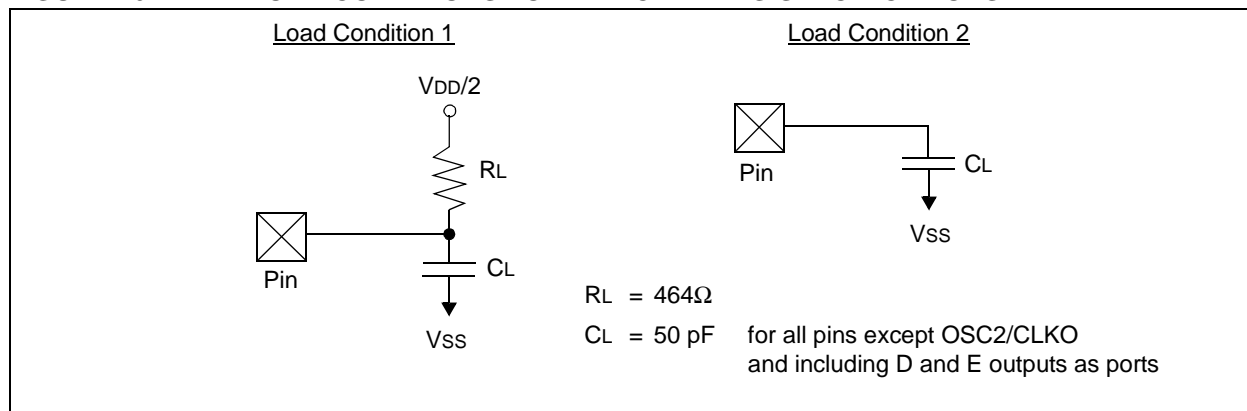 Load Condition 1
Load Condition 2
VDD/2
RL
CL
Pin
VSS
Pin
CL
VSS
RL = 464Ω
CL = 50 pF for all pins except OSC2/CLKO
and including D and E outputs as ports